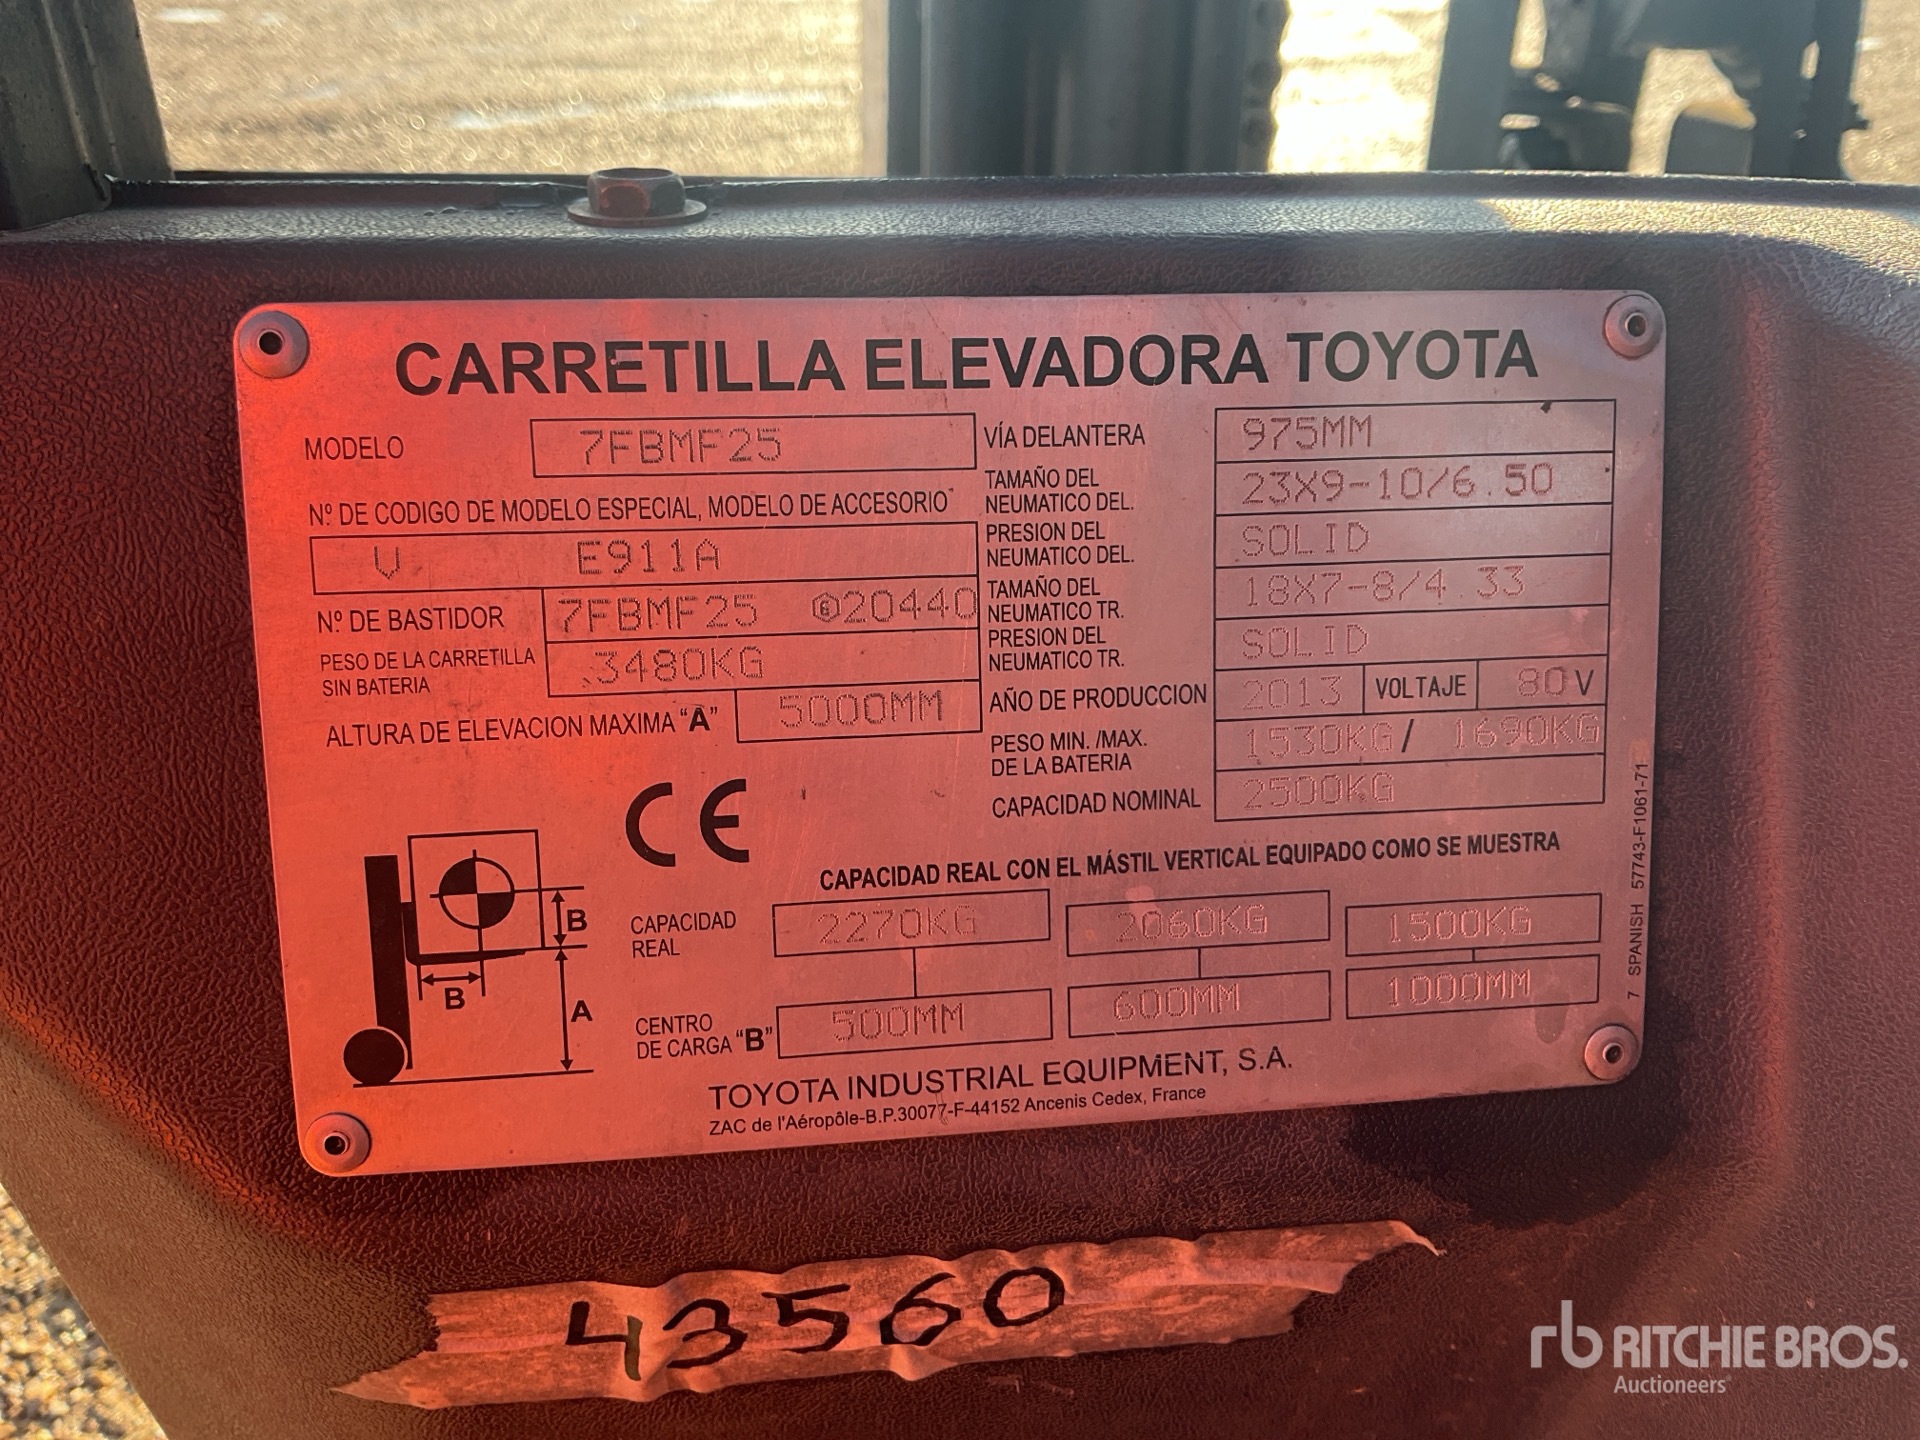 CARRETILLA ELEVADORA TOYOTA
MODELO 7FBMF25
Nº DE CODIGO DE MODELO ESPECIAL, MODELO DE ACCESORIO
V E911A
Nº DE BASTIDOR 7FBMF25 Ⓔ20440
PESO DE LA CARRETILLA
SIN BATERIA 3480KG
ALTURA DE ELEVACION MAXIMA "A" 5000MM
VÍA DELANTERA 975MM
TAMAÑO DEL
NEUMATICO DEL. 23X9-10/6.50
PRESION DEL
NEUMATICO DEL. SOLID
TAMAÑO DEL
NEUMATICO TR. 18X7-8/4.33
PRESION DEL
NEUMATICO TR. SOLID
AÑO DE PRODUCCION 2013 VOLTAJE 80 V
PESO MIN. /MAX.
DE LA BATERIA 1530KG / 1690KG
CAPACIDAD NOMINAL 2500KG
CE
CAPACIDAD REAL CON EL MÁSTIL VERTICAL EQUIPADO COMO SE MUESTRA
CAPACIDAD
REAL 2270KG 2060KG 1500KG
CENTRO
DE CARGA "B" 500MM 600MM 1000MM
B
B
A
TOYOTA INDUSTRIAL EQUIPMENT, S.A.
ZAC de l'Aéropôle-B.P.30077-F-44152 Ancenis Cedex, France
7 SPANISH 57743-F1061-71
43560
rb RITCHIE BROS.
Auctioneers